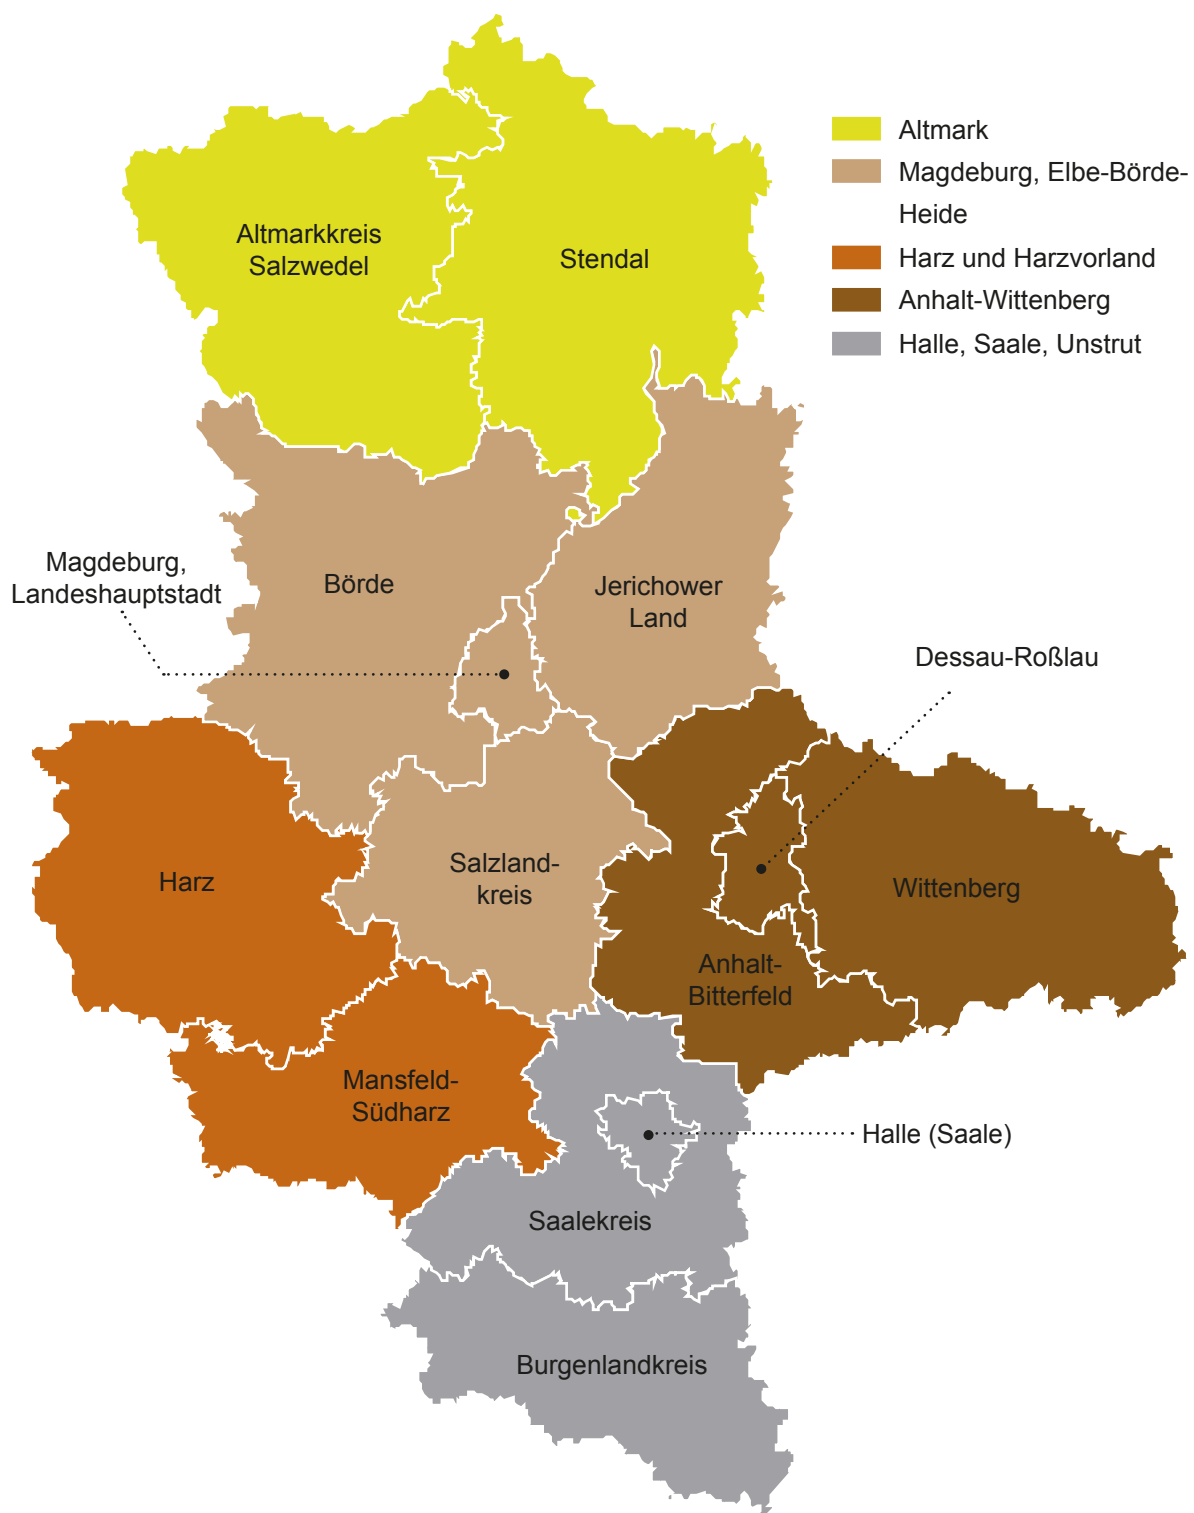 Altmark
Magdeburg, Elbe-Börde-
Heide
Harz und Harzvorland
Anhalt-Wittenberg
Halle, Saale, Unstrut
Altmarkkreis
Salzwedel
Stendal
Magdeburg,
Landeshauptstadt
Börde
Jerichower
Land
Dessau-Roßlau
Harz
Salzland-
kreis
Wittenberg
Anhalt-
Bitterfeld
Mansfeld-
Südharz
Halle (Saale)
Saalekreis
Burgenlandkreis